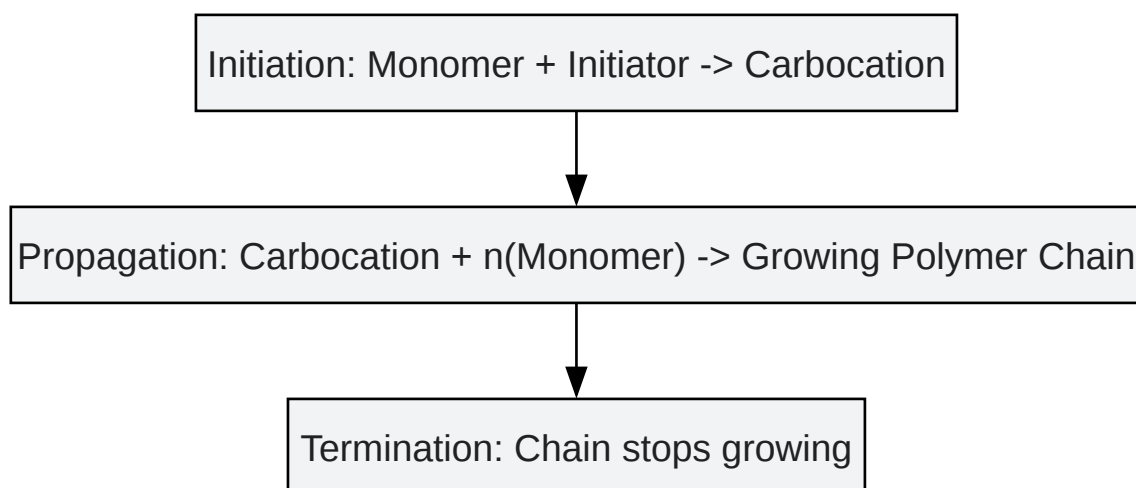 Initiation: Monomer + Initiator -> Carbocation
Propagation: Carbocation + n(Monomer) -> Growing Polymer Chain
Termination: Chain stops growing